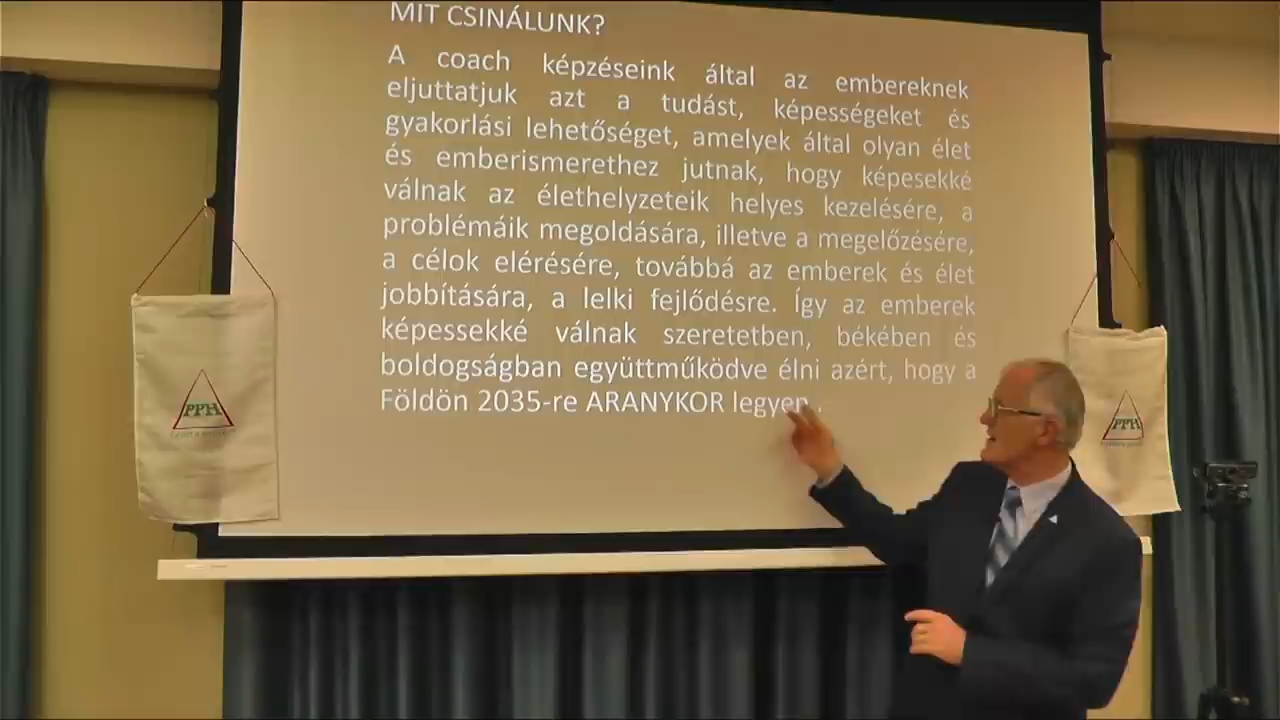 MIT CSINÁLUNK?
A coach képzéseink által az embereknek
eljuttatjuk azt a tudást, képességeket és
gyakorlási lehetőséget, amelyek által olyan élet
és emberismerethez jutnak, hogy képesekké
válnak az élethelyzeteik helyes kezelésére, a
problémáik megoldására, illetve a megelőzésére,
a célok elérésére, továbbá az emberek és élet
jobbítására, a lelki fejlődésre. Így az emberek
képessekké válnak szeretetben, békében és
boldogságban együttműködve élni azért, hogy a
Földön 2035-re ARANYKOR legyen.
PPH
PPH